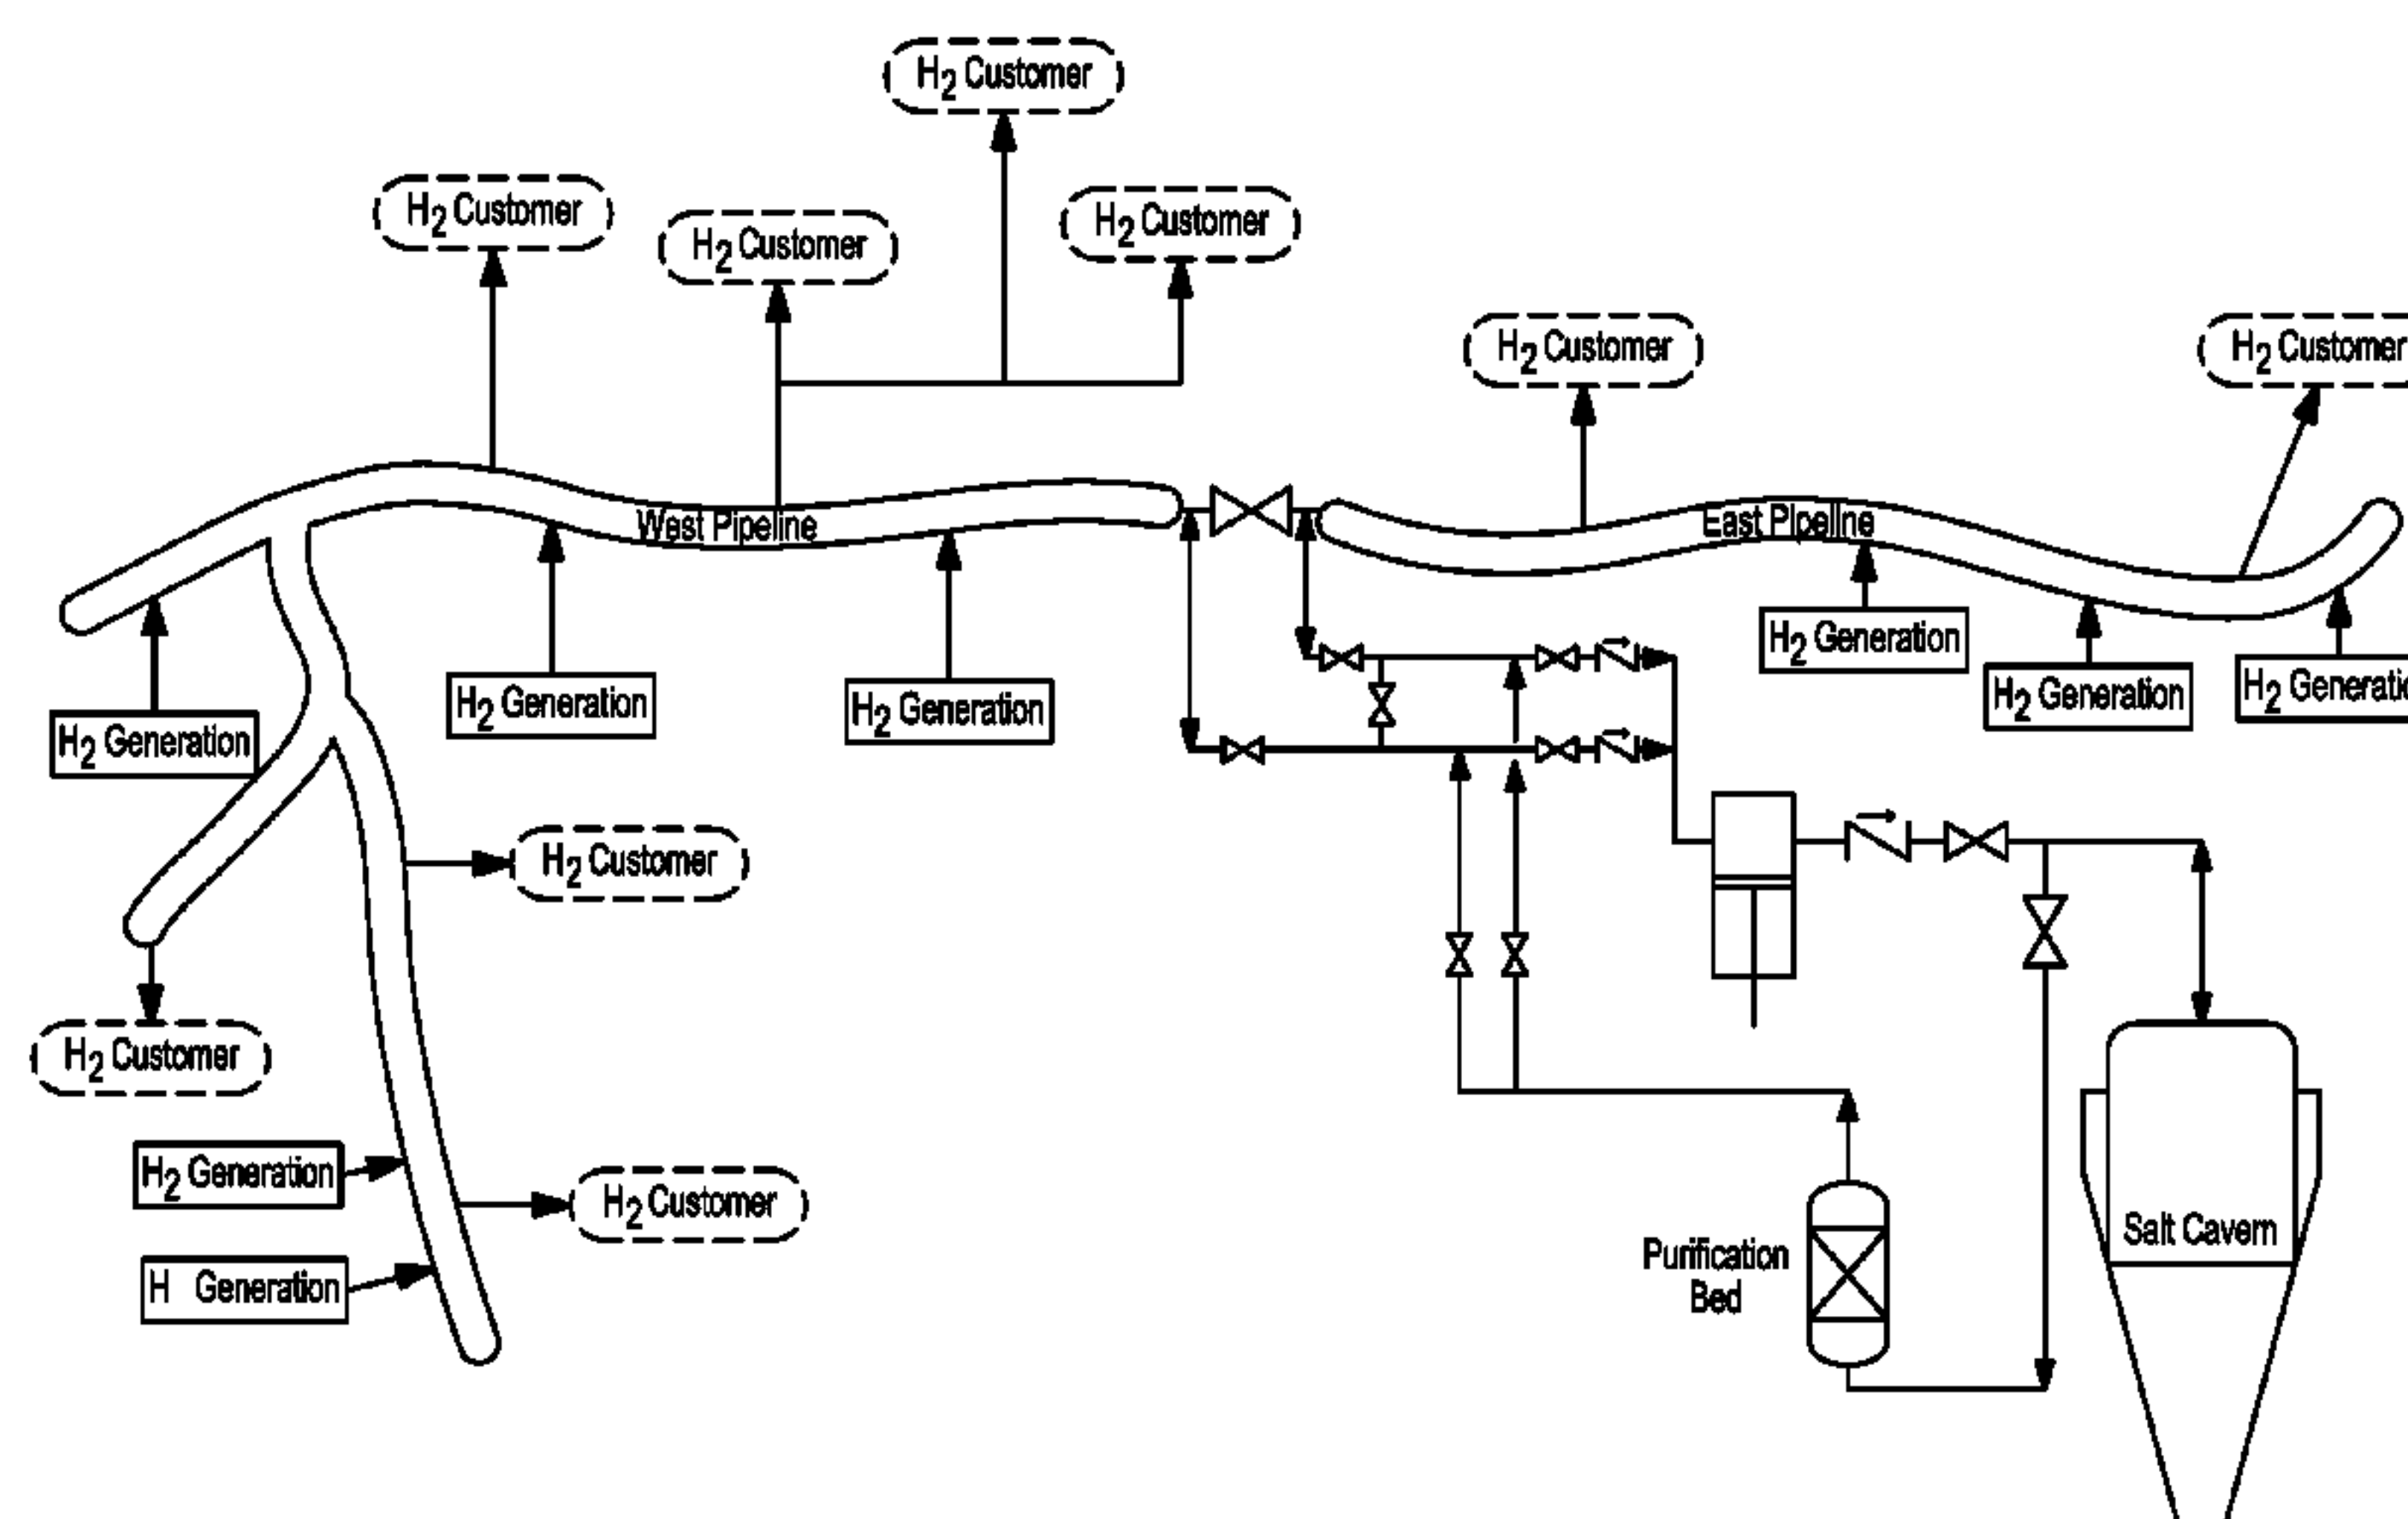 H2 Customer
H2 Customer
H2 Customer
H2 Customer
H2 Customer
H2 Customer
West Pipeline
East Pipeline
H2 Generation
H2 Generation
H2 Generation
H2 Generation
H2 Generation
H2 Generati
H2 Customer
H2 Customer
H2 Generation
H2 Customer
H Generation
Salt Cavern
Purification
Bed